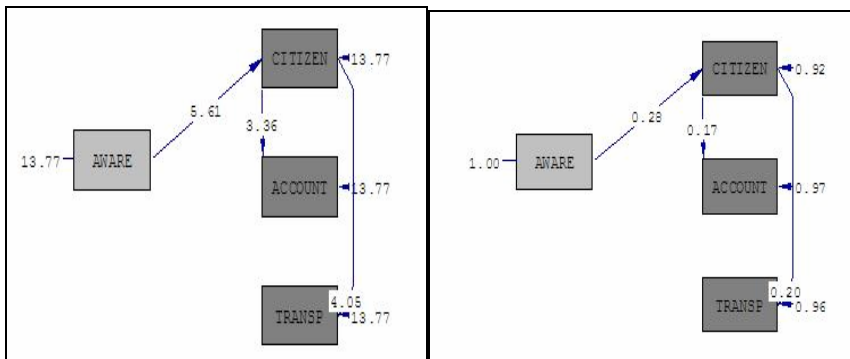 CITIZEN
13.77
5.61
3.36
13.77
AWARE
ACCOUNT
13.77
4.05
TRANSP
13.77
CITIZEN
0.92
0.28
0.17
1.00
AWARE
ACCOUNT
0.97
0.20
TRANSP
0.96